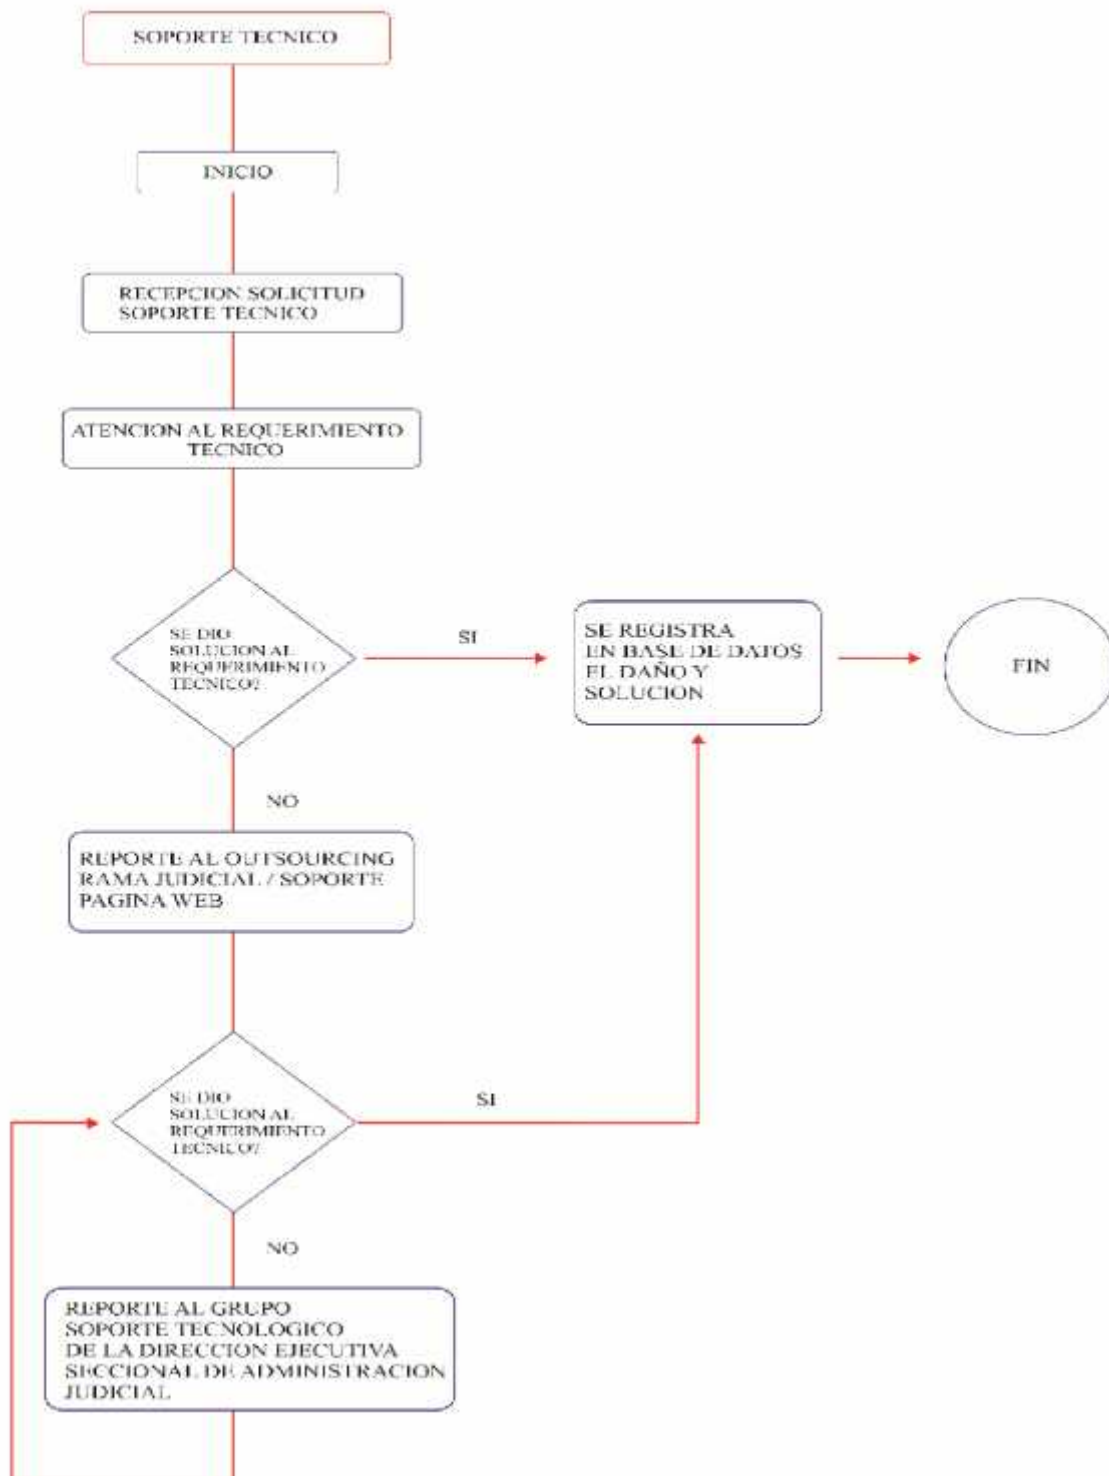 SOPORTE TECNICO
INICIO
RECEPCION SOLICITUD
SOPORTE TECNICO
ATENCION AL REQUERIMIENTO
TECNICO
SE DIO
SOLUCION AL
REQUERIMIENTO
TECNICO?
SI
SE REGISTRA
EN BASE DE DATOS
EL DAÑO Y
SOLUCION
FIN
NO
REPORTE AL OUTSOURCING
RAMA JUDICIAL / SOPORTE
PAGINA WEB
SE DIO
SOLUCION AL
REQUERIMIENTO
TECNICO?
SI
NO
REPORTE AL GRUPO
SOPORTE TECNOLOGICO
DE LA DIRECCION EJECUTIVA
SECCIONAL DE ADMINISTRACION
JUDICIAL